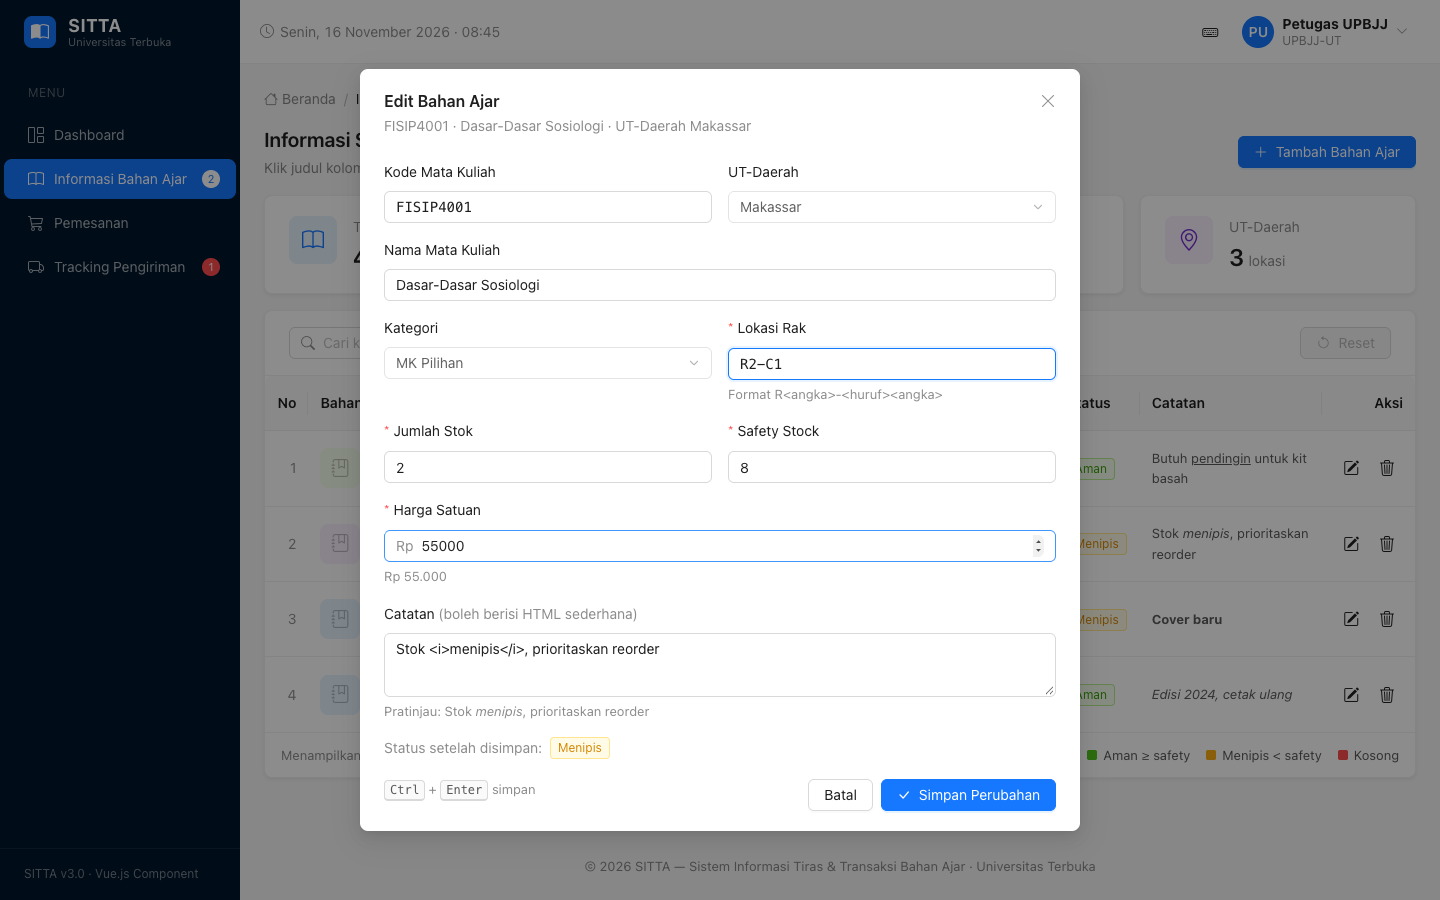 SITTA
Universitas Terbuka
Senin, 16 November 2026 · 08:45
PU
Petugas UPBJJ
UPBJJ-UT
MENU
Dashboard
Informasi Bahan Ajar 2
Pemesanan
Tracking Pengiriman 1
SITTA v3.0 · Vue.js Component
Beranda /
Informasi
Klik judul kolom
Tambah Bahan Ajar
UT-Daerah
3 lokasi
Cari
Reset
No
Bahan
Catatan
Aksi
1
Aman
Butuh pendingin untuk kit
basah
2
Menipis
Stok menipis, prioritaskan
reorder
3
Menipis
Cover baru
4
Aman
Edisi 2024, cetak ulang
Menampilkan
Aman ≥ safety
Menipis < safety
Kosong
© 2026 SITTA — Sistem Informasi Tiras & Transaksi Bahan Ajar · Universitas Terbuka
Edit Bahan Ajar
FISIP4001 · Dasar-Dasar Sosiologi · UT-Daerah Makassar
Kode Mata Kuliah
FISIP4001
UT-Daerah
Makassar
Nama Mata Kuliah
Dasar-Dasar Sosiologi
Kategori
MK Pilihan
* Lokasi Rak
R2-C1
Format R<angka>-<huruf><angka>
* Jumlah Stok
2
* Safety Stock
8
* Harga Satuan
Rp 55000
Rp 55.000
Catatan (boleh berisi HTML sederhana)
Stok <i>menipis</i>, prioritaskan reorder
Pratinjau: Stok menipis, prioritaskan reorder
Status setelah disimpan: Menipis
Ctrl + Enter simpan
Batal
Simpan Perubahan